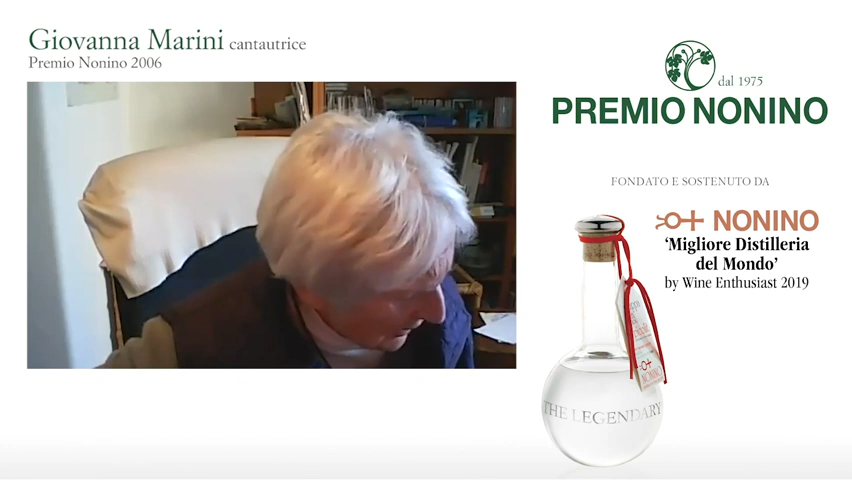 Giovanna Marini cantautrice
Premio Nonino 2006
dal 1975
PREMIO NONINO
FONDATO E SOSTENUTO DA
NONINO
‘Migliore Distilleria
del Mondo’
by Wine Enthusiast 2019
NONINO
THE LEGENDARY